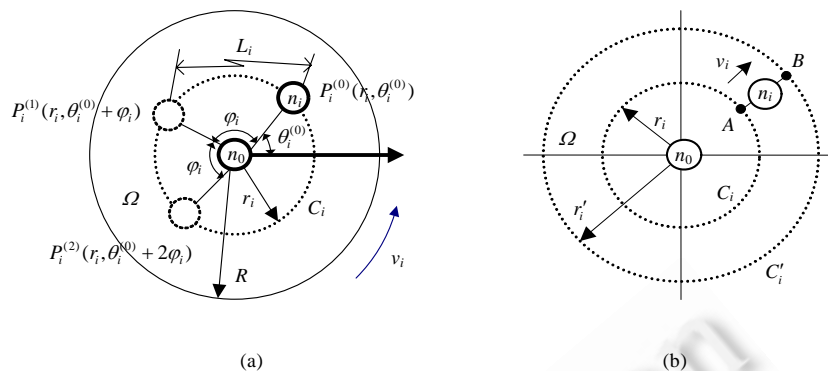 L_i
P_i^{(0)}(r_i, θ_i^{(0)})
n_i
P_i^{(1)}(r_i, θ_i^{(0)} + φ_i)
φ_i
θ_i^{(0)}
n_0
φ_i
Ω
r_i
C_i
P_i^{(2)}(r_i, θ_i^{(0)} + 2φ_i)
R
v_i
(a)
B
v_i
n_i
A
r_i
Ω
n_0
C_i
r_i′
C_i′
(b)